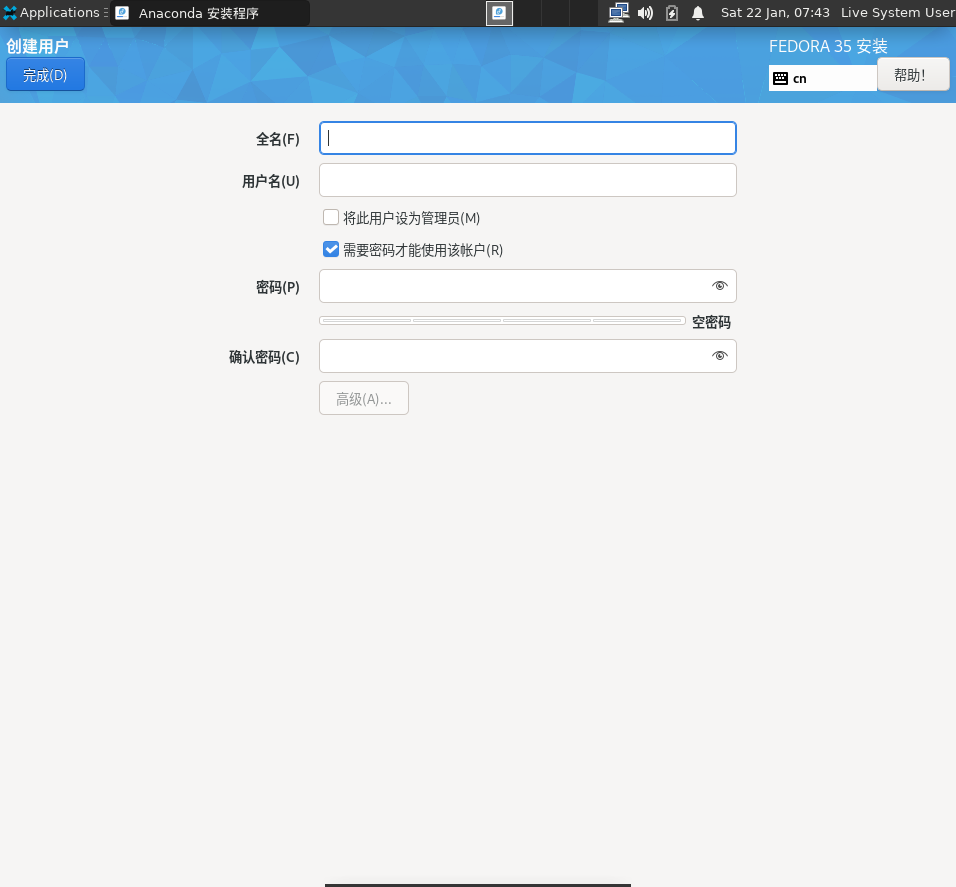 Applications
Anaconda 安装程序
Sat 22 Jan, 07:43
Live System User
创建用户
FEDORA 35 安装
完成(D)
cn
帮助！
全名(F)
用户名(U)
将此用户设为管理员(M)
需要密码才能使用该帐户(R)
密码(P)
空密码
确认密码(C)
高级(A)...